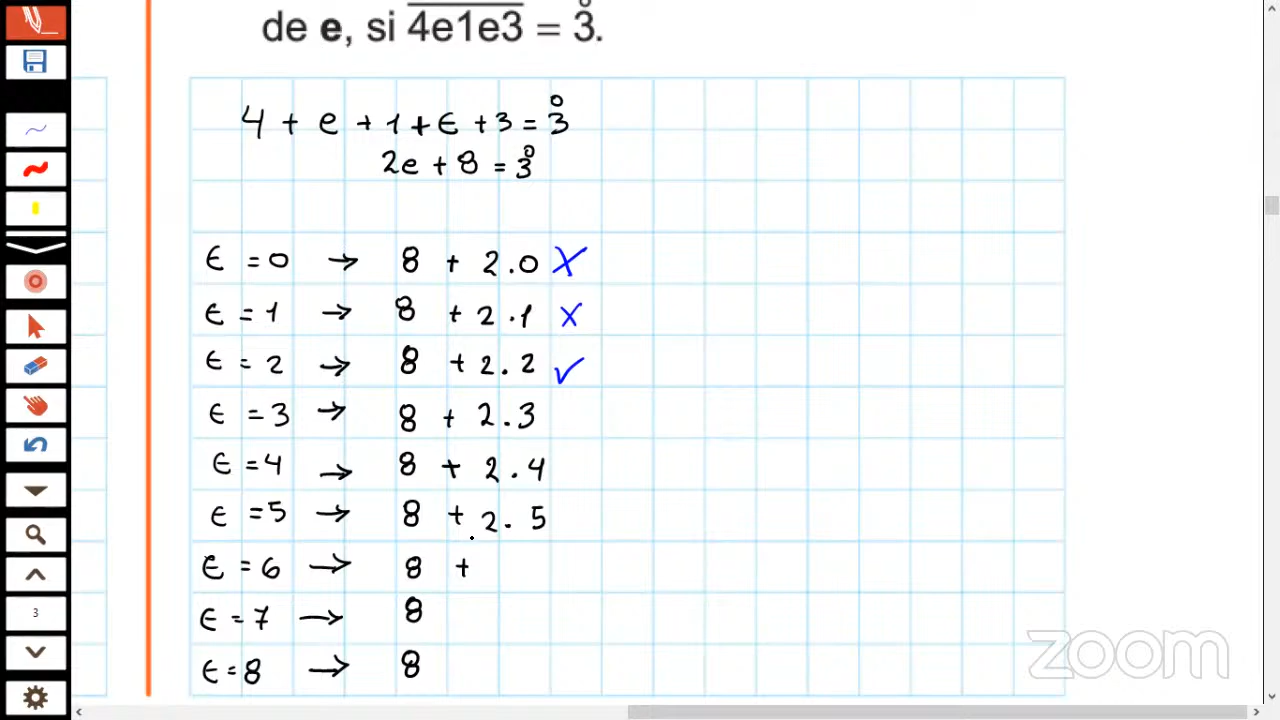 de e, si 4e1e3 = 3̊.
4 + e + 1 + e + 3 = 3̊
2e + 8 = 3̊
e = 0 → 8 + 2.0 X
e = 1 → 8 + 2.1 X
e = 2 → 8 + 2.2 ✓
e = 3 → 8 + 2.3
e = 4 → 8 + 2.4
e = 5 → 8 + 2.5
e = 6 → 8 +
e = 7 → 8
e = 8 → 8
3
zoom